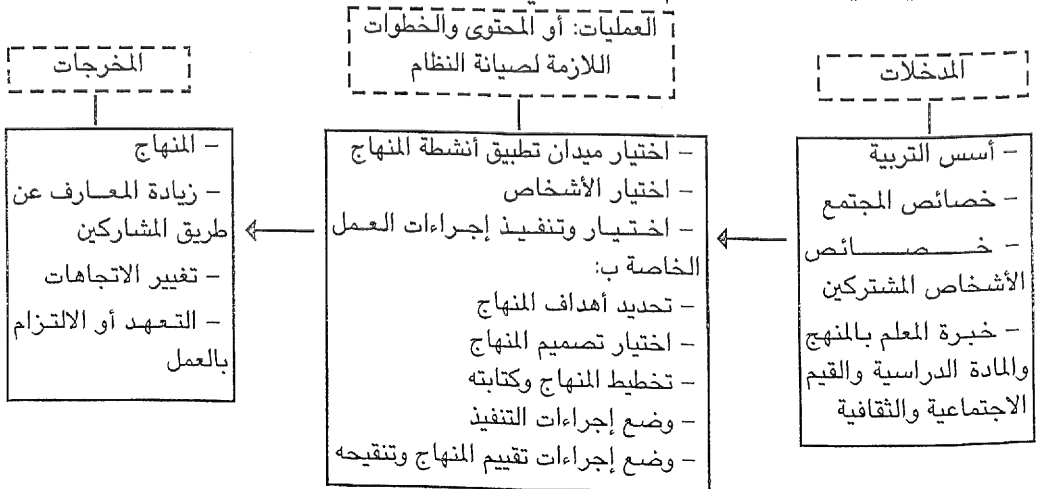 المدخلات
– أسس التربية
– خصائص المجتمع
– خصائص
الأشخاص المشتركين
– خبرة المعلم بالمنهج
والمادة الدراسية والقيم
الاجتماعية والثقافية
العمليات: أو المحتوى والخطوات
اللازمة لصيانة النظام
– اختيار ميدان تطبيق أنشطة المنهاج
– اختيار الأشخاص
– اختيار وتنفيذ إجراءات العمل
الخاصة ب:
– تحديد أهداف المنهاج
– اختيار تصميم المنهاج
– تخطيط المنهاج وكتابته
– وضع إجراءات التنفيذ
– وضع إجراءات تقييم المنهاج وتنقيحه
المخرجات
– المنهاج
– زيادة المعارف عن
طريق المشاركين
– تغيير الاتجاهات
– التعهد أو الالتزام
بالعمل